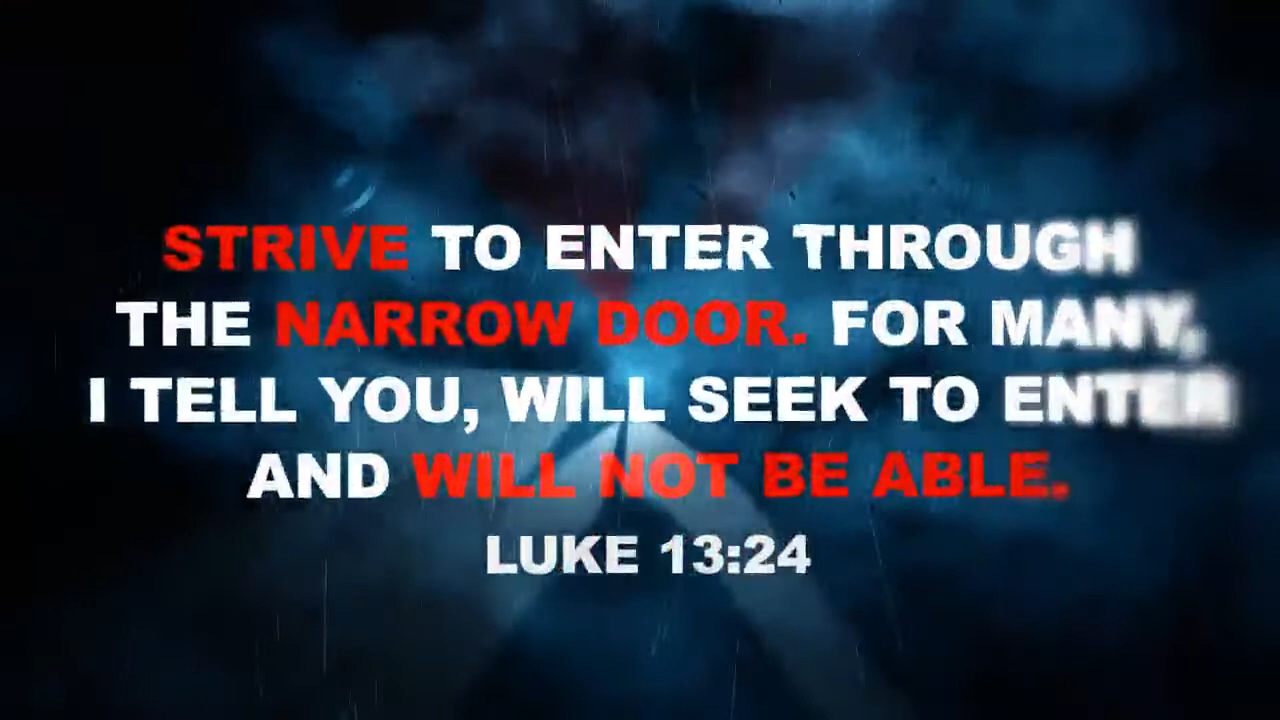 STRIVE TO ENTER THROUGH
THE NARROW DOOR. FOR MANY,
I TELL YOU, WILL SEEK TO ENTER
AND WILL NOT BE ABLE.
LUKE 13:24